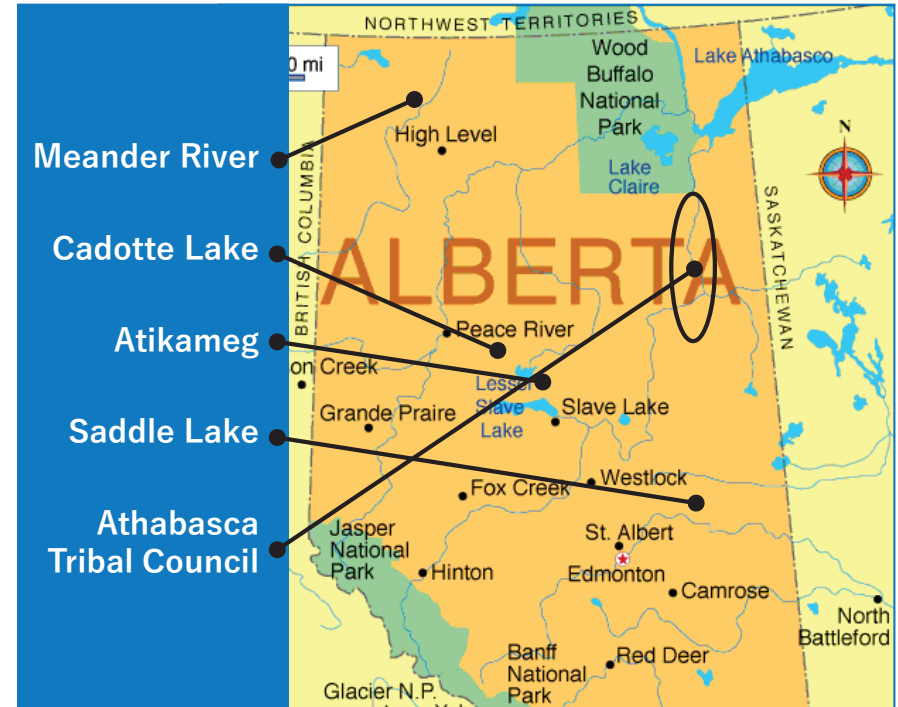 NORTHWEST TERRITORIES
0 mi
Wood
Buffalo
National
Park
Lake Athabasco
N
High Level
Meander River
Lake
Claire
BRITISH COLUMBIA
SASKATCHEWAN
Cadotte Lake
ALBERTA
Peace River
Atikameg
on Creek
Lesser
Slave
Lake
Grande Praire
Slave Lake
Saddle Lake
Fox Creek
Westlock
Athabasca
Tribal Council
Jasper
National
Park
St. Albert
Hinton
Edmonton
Camrose
North
Battleford
Banff
National
Park
Red Deer
Glacier N.P.